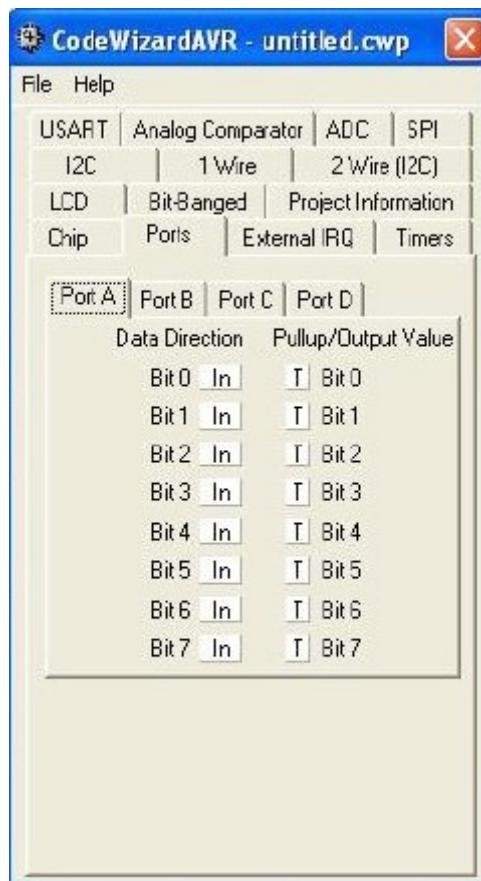 CodeWizardAVR - untitled.cwp
File Help
USART Analog Comparator ADC SPI
I2C 1 Wire 2 Wire (I2C)
LCD Bit-Banged Project Information
Chip Ports External IRQ Timers
Port A Port B Port C Port D
Data Direction Pullup/Output Value
Bit 0 In T Bit 0
Bit 1 In T Bit 1
Bit 2 In T Bit 2
Bit 3 In T Bit 3
Bit 4 In T Bit 4
Bit 5 In T Bit 5
Bit 6 In T Bit 6
Bit 7 In T Bit 7